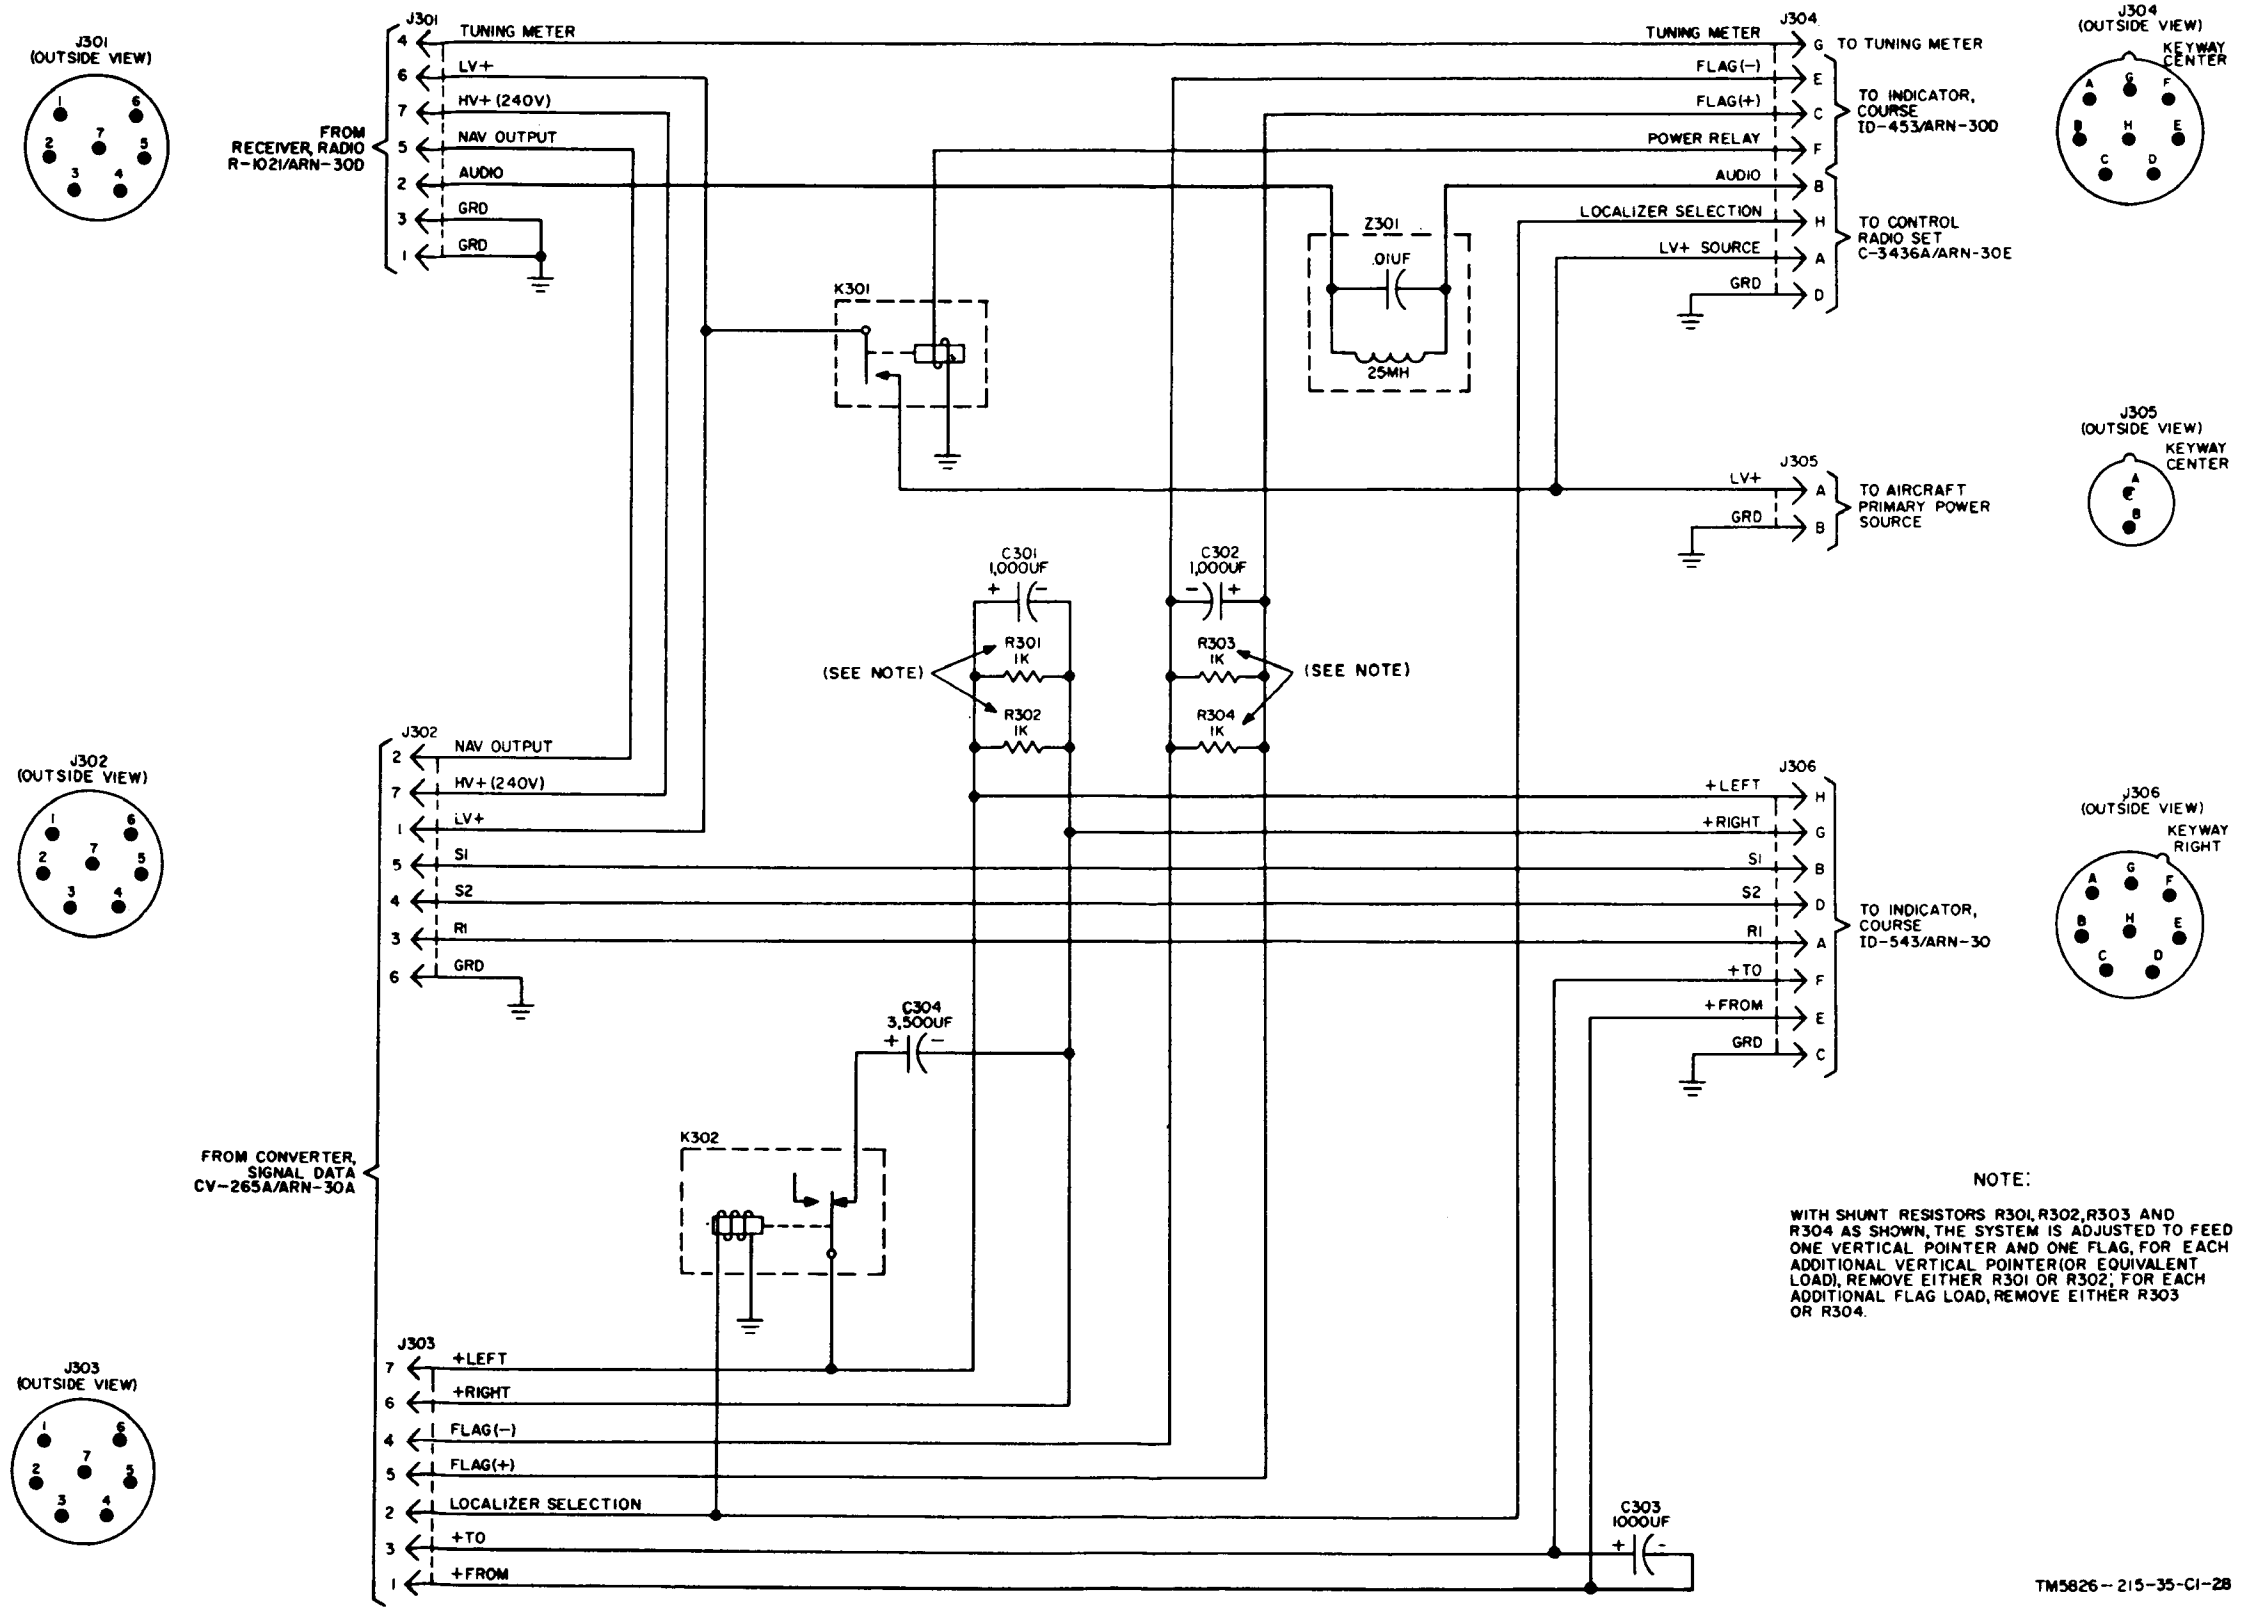 J301
(OUTSIDE VIEW)
1
6
2
7
5
3
4
J301
FROM
RECEIVER, RADIO
R-1021/ARN-30D
4 TUNING METER
6 LV+
7 HV+ (240V)
5 NAV OUTPUT
2 AUDIO
3 GRD
1 GRD
J304
TUNING METER G TO TUNING METER
FLAG(-) E
FLAG(+) C
POWER RELAY F
TO INDICATOR,
COURSE
ID-453/ARN-30D
AUDIO B
LOCALIZER SELECTION H
LV+ SOURCE A
GRD D
TO CONTROL
RADIO SET
C-3436A/ARN-30E
J304
(OUTSIDE VIEW)
KEYWAY
CENTER
A
G
F
B
H
E
C
D
K301
Z301
.01UF
25MH
J305
(OUTSIDE VIEW)
KEYWAY
CENTER
A
C
B
J305
LV+ A
GRD B
TO AIRCRAFT
PRIMARY POWER
SOURCE
C301
1,000UF
+ -
R301
1K
R302
1K
(SEE NOTE)
C302
1,000UF
- +
R303
1K
R304
1K
(SEE NOTE)
J302
(OUTSIDE VIEW)
1
6
2
7
5
3
4
J302
2 NAV OUTPUT
7 HV+ (240V)
1 LV+
5 S1
4 S2
3 R1
6 GRD
J306
+LEFT H
+RIGHT G
S1 B
S2 D
R1 A
+TO F
+FROM E
GRD C
TO INDICATOR,
COURSE
ID-543/ARN-30
J306
(OUTSIDE VIEW)
KEYWAY
RIGHT
A
G
F
B
H
E
C
D
C304
3,500UF
+ -
K302
FROM CONVERTER,
SIGNAL DATA
CV-265A/ARN-30A
NOTE:
WITH SHUNT RESISTORS R301, R302, R303 AND
R304 AS SHOWN, THE SYSTEM IS ADJUSTED TO FEED
ONE VERTICAL POINTER AND ONE FLAG, FOR EACH
ADDITIONAL VERTICAL POINTER (OR EQUIVALENT
LOAD), REMOVE EITHER R301 OR R302; FOR EACH
ADDITIONAL FLAG LOAD, REMOVE EITHER R303
OR R304.
J303
(OUTSIDE VIEW)
1
6
2
7
5
3
4
J303
7 +LEFT
6 +RIGHT
4 FLAG(-)
5 FLAG(+)
2 LOCALIZER SELECTION
3 +TO
1 +FROM
C303
1000UF
+ -
TM5826-215-35-C1-28